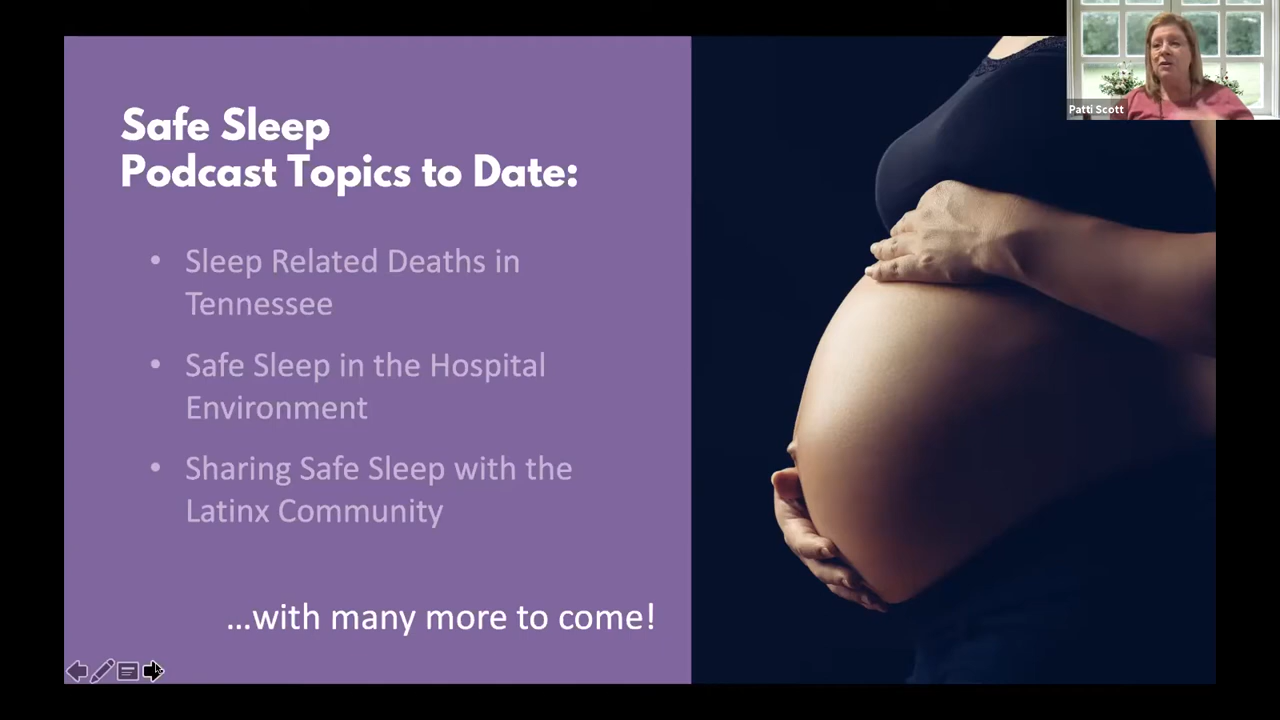 Safe Sleep
Podcast Topics to Date:
• Sleep Related Deaths in
Tennessee
• Safe Sleep in the Hospital
Environment
• Sharing Safe Sleep with the
Latinx Community
...with many more to come!
Patti Scott